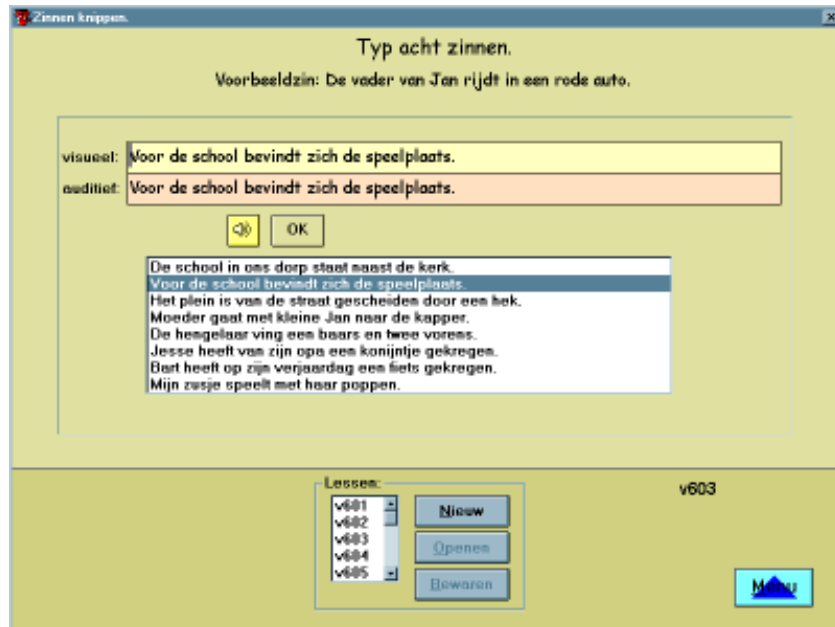 Zinnen knippen.
Typ acht zinnen.
Voorbeeldzin: De vader van Jan rijdt in een rode auto.
visueel: Voor de school bevindt zich de speelplaats.
auditief: Voor de school bevindt zich de speelplaats.
OK
De school in ons dorp staat naast de kerk.
Voor de school bevindt zich de speelplaats.
Het plein is van de straat gescheiden door een hek.
Moeder gaat met kleine Jan naar de kapper.
De hengelaar ving een baars en twee vorens.
Jesse heeft van zijn opa een konijntje gekregen.
Bart heeft op zijn verjaardag een fiets gekregen.
Mijn zusje speelt met haar poppen.
Lessen:
v601
v602
v603
v604
v605
Nieuw
Openen
Bewaren
v603
Menu